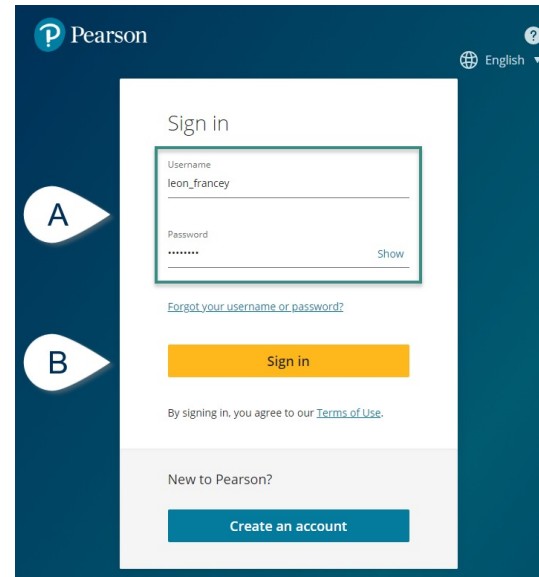 Pearson
?
English
Sign in
Username
leon_francey
A
Password
........
Show
Forgot your username or password?
B
Sign in
By signing in, you agree to our Terms of Use.
New to Pearson?
Create an account